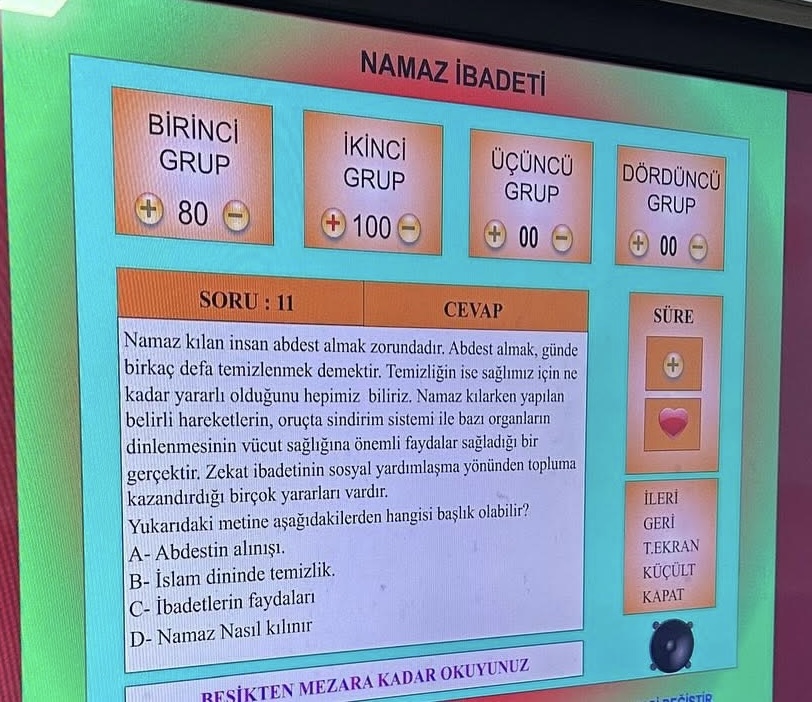 NAMAZ İBADETİ
BİRİNCİ
GRUP
+ 80 −
İKİNCİ
GRUP
+ 100 −
ÜÇÜNCÜ
GRUP
+ 00 −
DÖRDÜNCÜ
GRUP
+ 00 −
SORU : 11
CEVAP
Namaz kılan insan abdest almak zorundadır. Abdest almak, günde
birkaç defa temizlenmek demektir. Temizliğin ise sağlımız için ne
kadar yararlı olduğunu hepimiz biliriz. Namaz kılarken yapılan
belirli hareketlerin, oruçta sindirim sistemi ile bazı organların
dinlenmesinin vücut sağlığına önemli faydalar sağladığı bir
gerçektir. Zekat ibadetinin sosyal yardımlaşma yönünden topluma
kazandırdığı birçok yararları vardır.
Yukarıdaki metine aşağıdakilerden hangisi başlık olabilir?
A- Abdestin alınışı.
B- İslam dininde temizlik.
C- İbadetlerin faydaları
D- Namaz Nasıl kılınır
SÜRE
+
İLERİ
GERİ
T.EKRAN
KÜÇÜLT
KAPAT
BEŞİKTEN MEZARA KADAR OKUYUNUZ